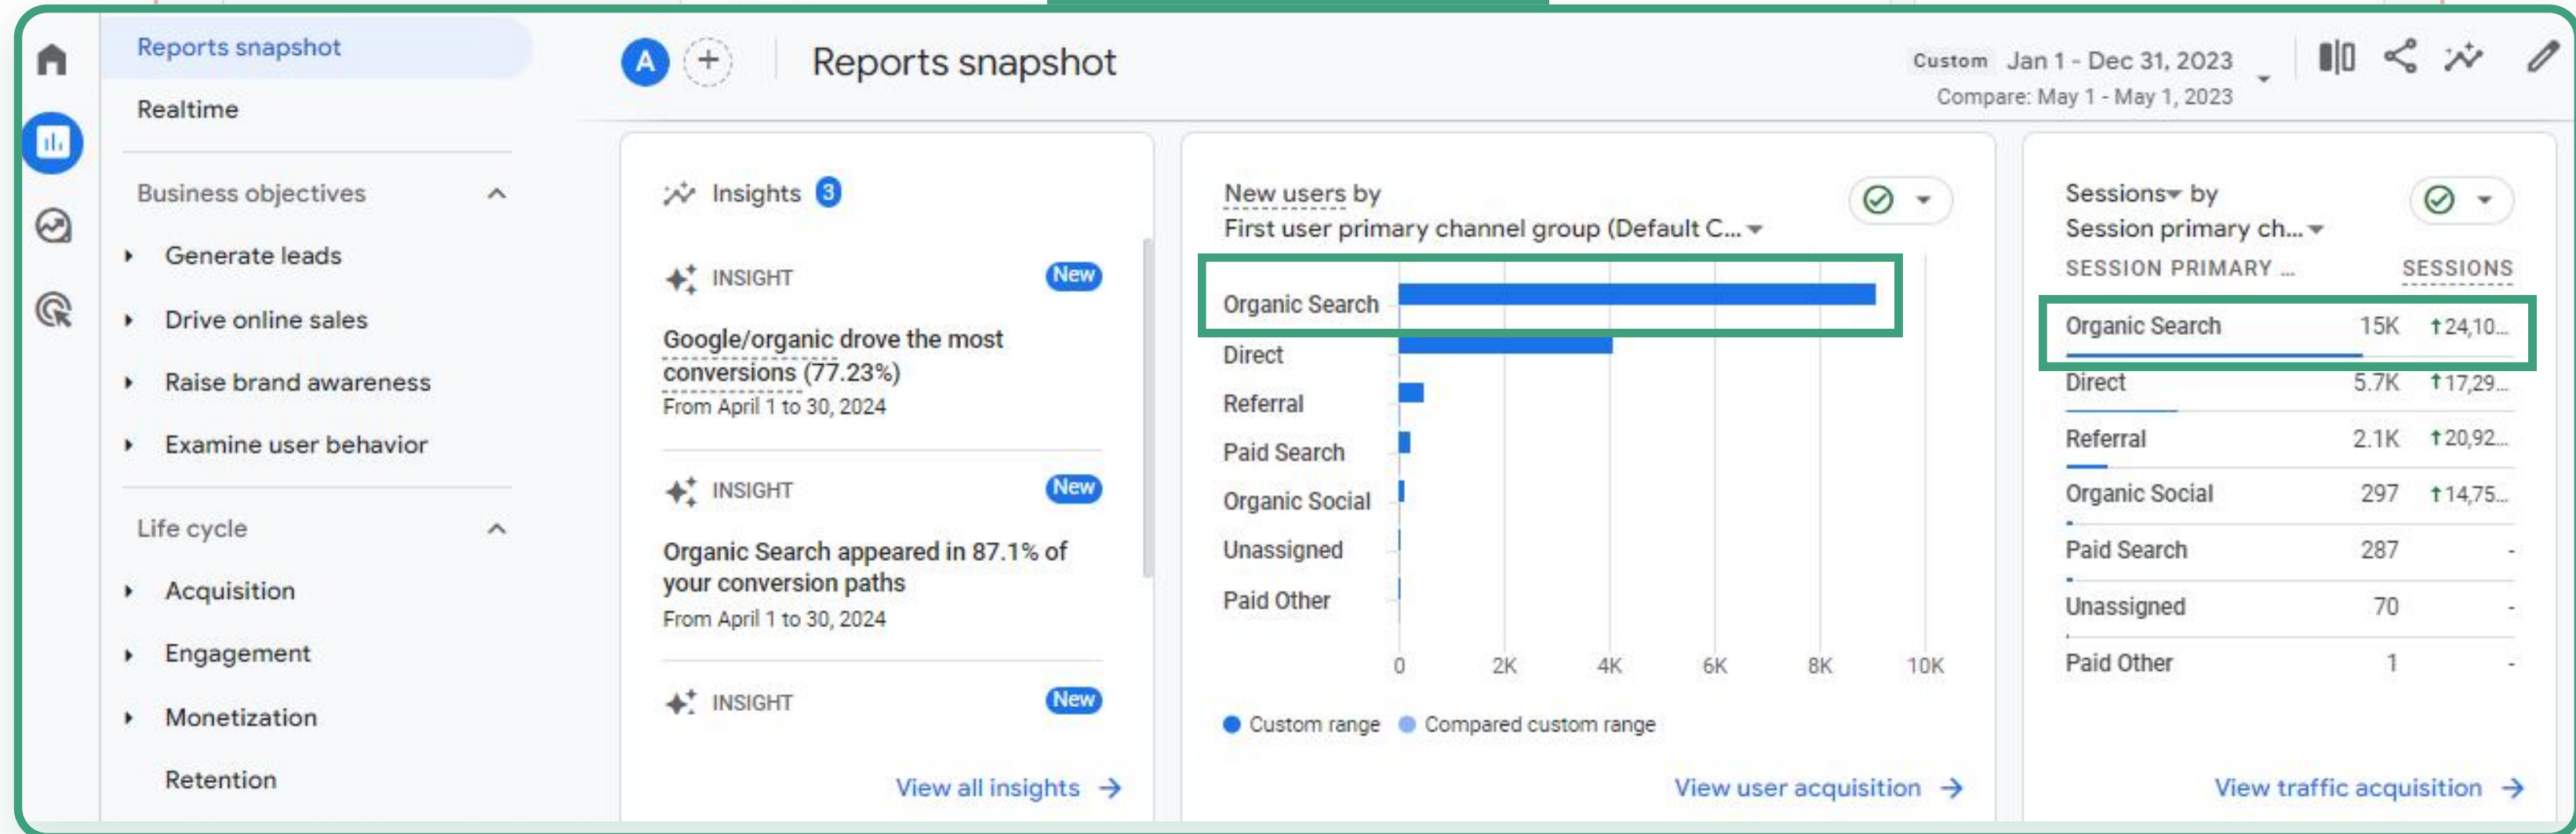 Reports snapshot
Realtime
Business objectives
Generate leads
Drive online sales
Raise brand awareness
Examine user behavior
Life cycle
Acquisition
Engagement
Monetization
Retention
A
Reports snapshot
Custom Jan 1 - Dec 31, 2023
Compare: May 1 - May 1, 2023
Insights 3
INSIGHT New
Google/organic drove the most
conversions (77.23%)
From April 1 to 30, 2024
INSIGHT New
Organic Search appeared in 87.1% of
your conversion paths
From April 1 to 30, 2024
INSIGHT New
View all insights →
New users by
First user primary channel group (Default C...
Organic Search
Direct
Referral
Paid Search
Organic Social
Unassigned
Paid Other
0 2K 4K 6K 8K 10K
Custom range Compared custom range
View user acquisition →
Sessions by
Session primary ch...
SESSION PRIMARY ... SESSIONS
Organic Search 15K ↑24,10...
Direct 5.7K ↑17,29...
Referral 2.1K ↑20,92...
Organic Social 297 ↑14,75...
Paid Search 287 -
Unassigned 70 -
Paid Other 1 -
View traffic acquisition →